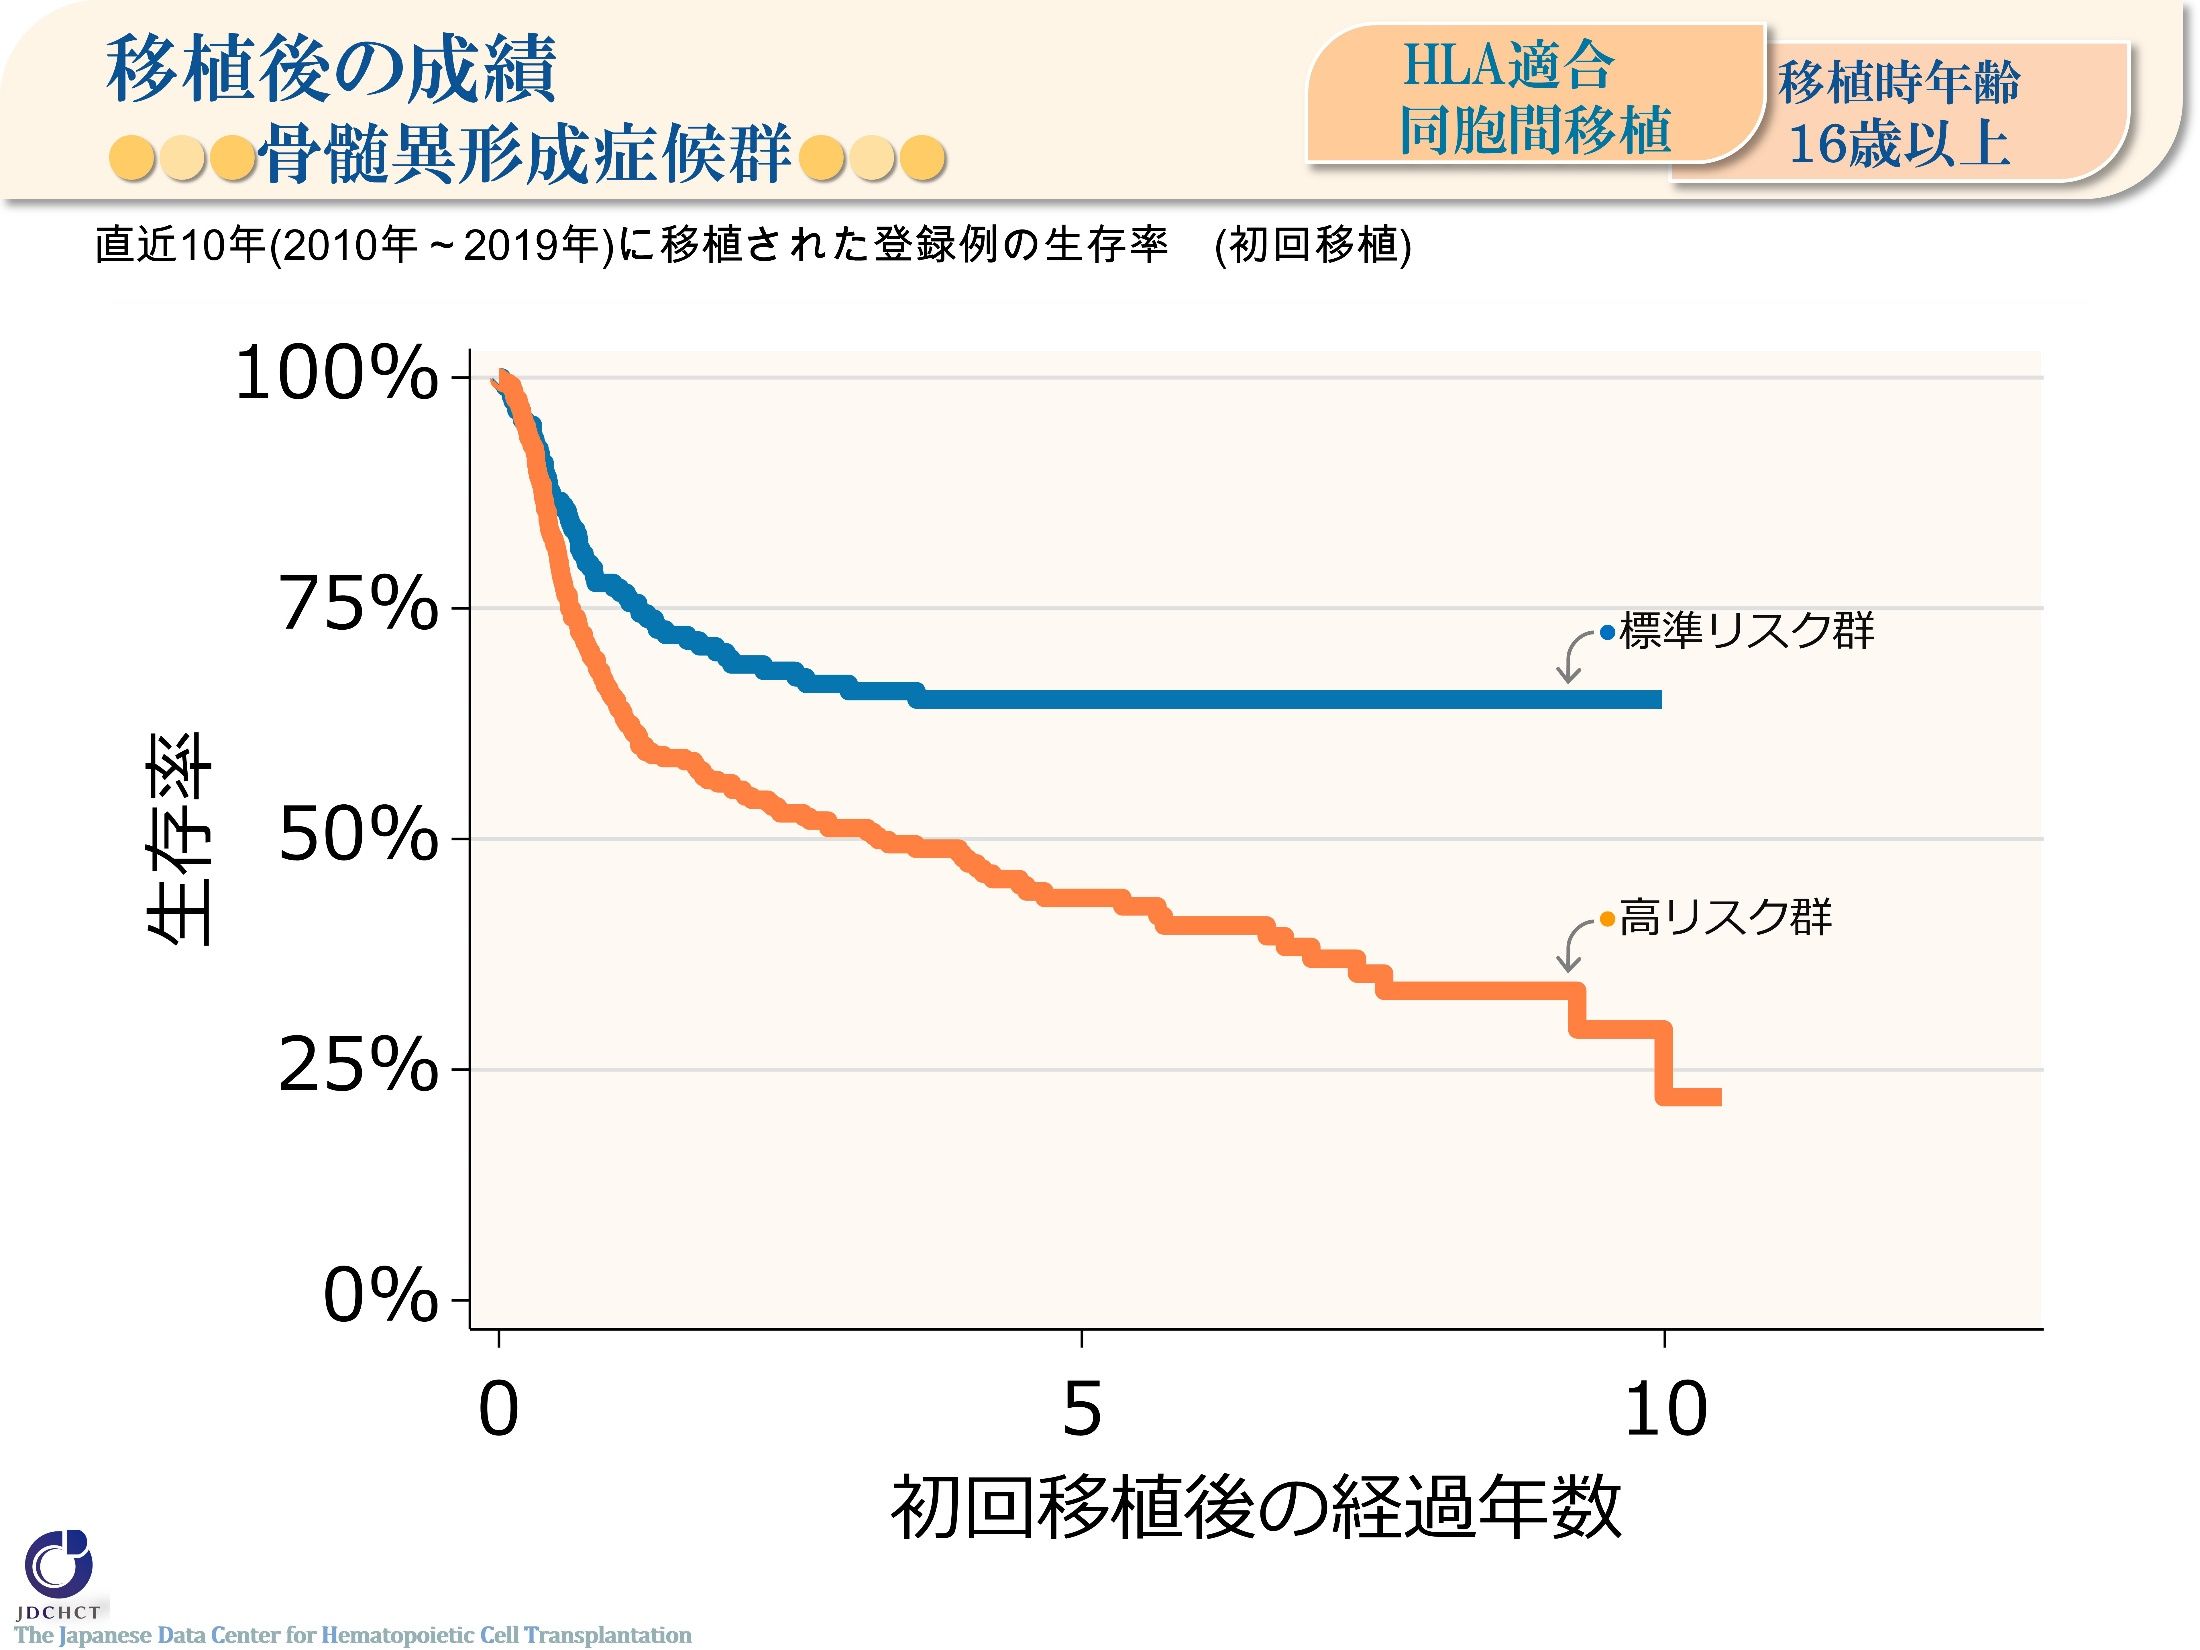 移植後の成績
骨髄異形成症候群
HLA適合
同胞間移植
移植時年齢
16歳以上
直近10年(2010年～2019年)に移植された登録例の生存率　(初回移植)
100%
75%
50%
25%
0%
生存率
標準リスク群
高リスク群
0 5 10
初回移植後の経過年数
JDCHCT
The Japanese Data Center for Hematopoietic Cell Transplantation